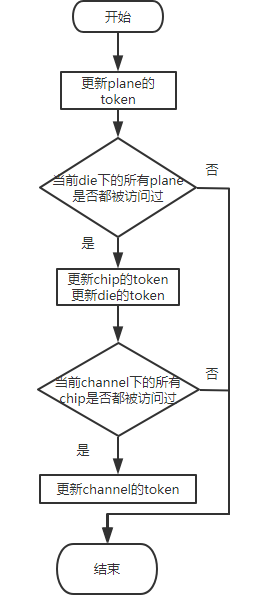 开始
更新plane的
token
当前die下的所有plane
是否都被访问过
否
是
更新chip的token
更新die的token
当前channel下的所有
chip是否都被访问过
否
是
更新channel的token
结束